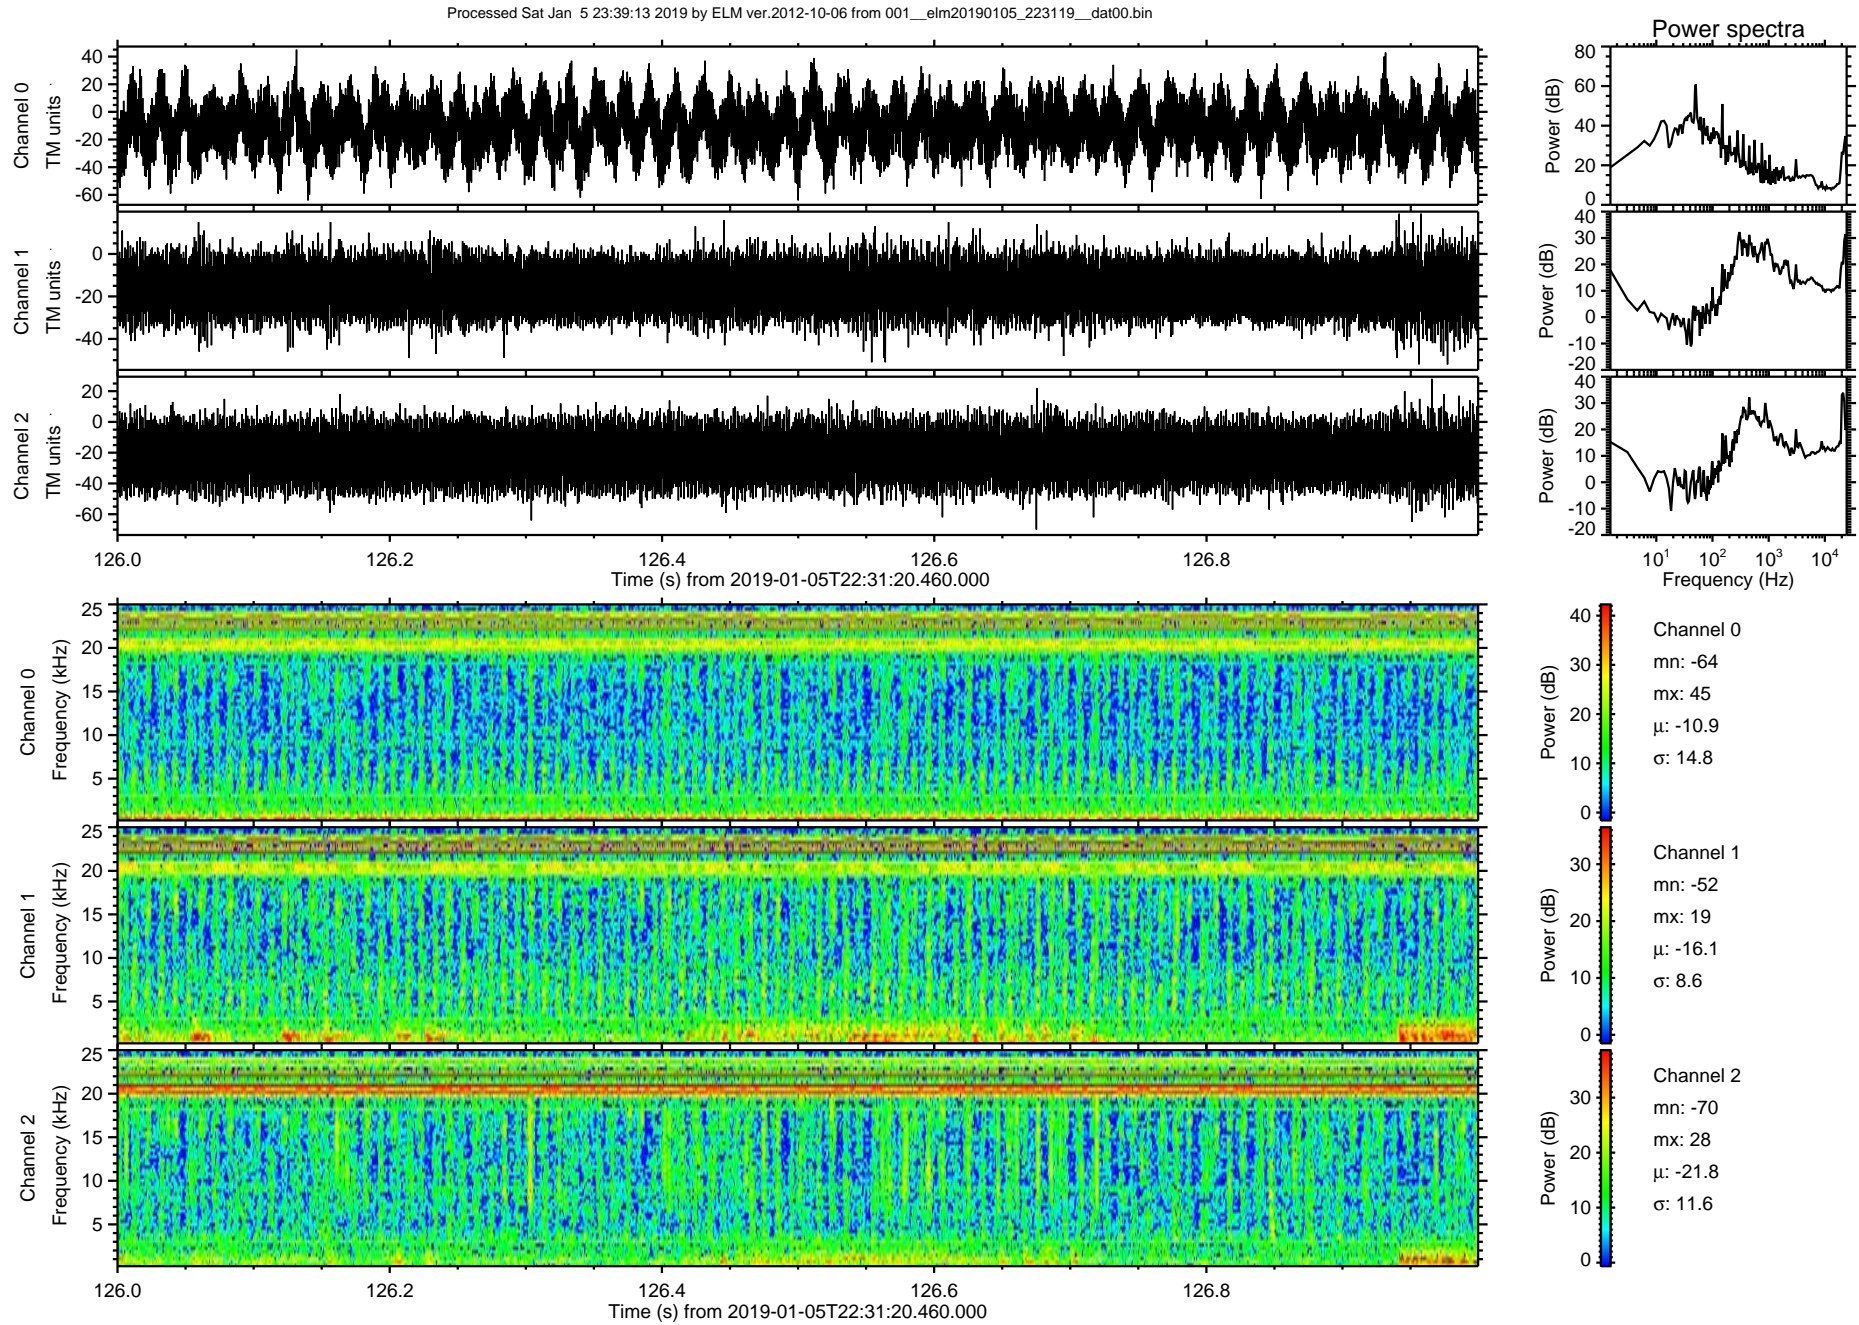 Processed Sat Jan  5 23:39:13 2019 by ELM ver.2012-10-06 from 001__elm20190105_223119__dat00.bin
Power spectra
Channel 0
TM units
40
20
0
-20
-40
-60
Power (dB)
80
60
40
20
0
Channel 1
TM units
0
-20
-40
Power (dB)
40
30
20
10
0
-10
-20
Channel 2
TM units
20
0
-20
-40
-60
Power (dB)
40
30
20
10
0
-10
-20
126.0 126.2 126.4 126.6 126.8
Time (s) from 2019-01-05T22:31:20.460.000
10^1 10^2 10^3 10^4
Frequency (Hz)
Channel 0
Frequency (kHz)
25
20
15
10
5
Power (dB)
40
30
20
10
0
Channel 0
mn: -64
mx: 45
μ: -10.9
σ: 14.8
Channel 1
Frequency (kHz)
25
20
15
10
5
Power (dB)
30
20
10
0
Channel 1
mn: -52
mx: 19
μ: -16.1
σ: 8.6
Channel 2
Frequency (kHz)
25
20
15
10
5
Power (dB)
30
20
10
0
Channel 2
mn: -70
mx: 28
μ: -21.8
σ: 11.6
126.0 126.2 126.4 126.6 126.8
Time (s) from 2019-01-05T22:31:20.460.000